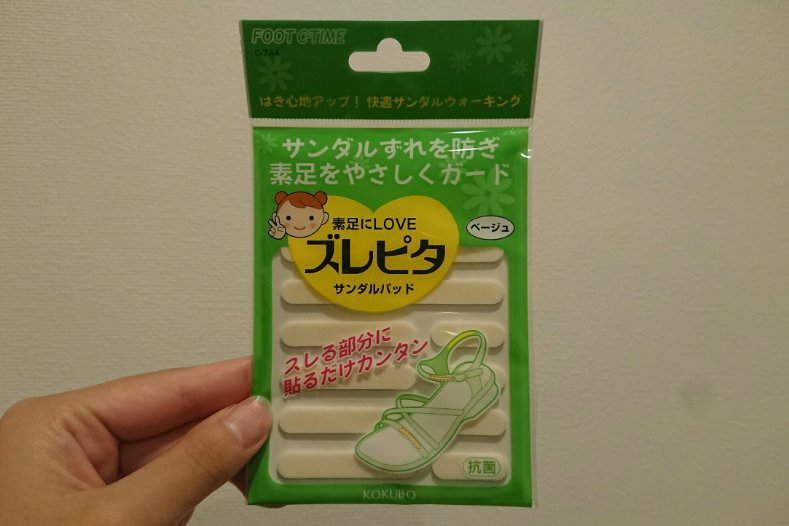 FOOT C-TIME
G-744
はき心地アップ！ 快適サンダルウォーキング
サンダルずれを防ぎ
素足をやさしくガード
素足にLOVE
ベージュ
ズレピタ
サンダルパッド
スレる部分に
貼るだけカンタン
抗菌
KOKUBO